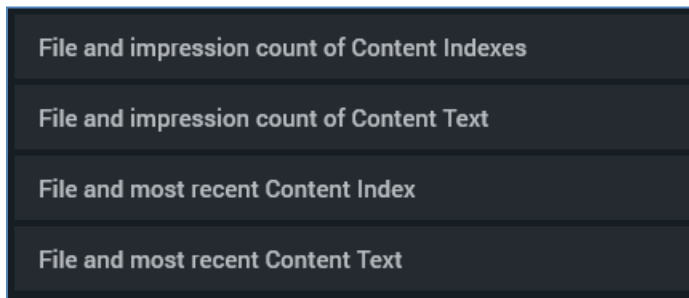 File and impression count of Content Indexes
File and impression count of Content Text
File and most recent Content Index
File and most recent Content Text